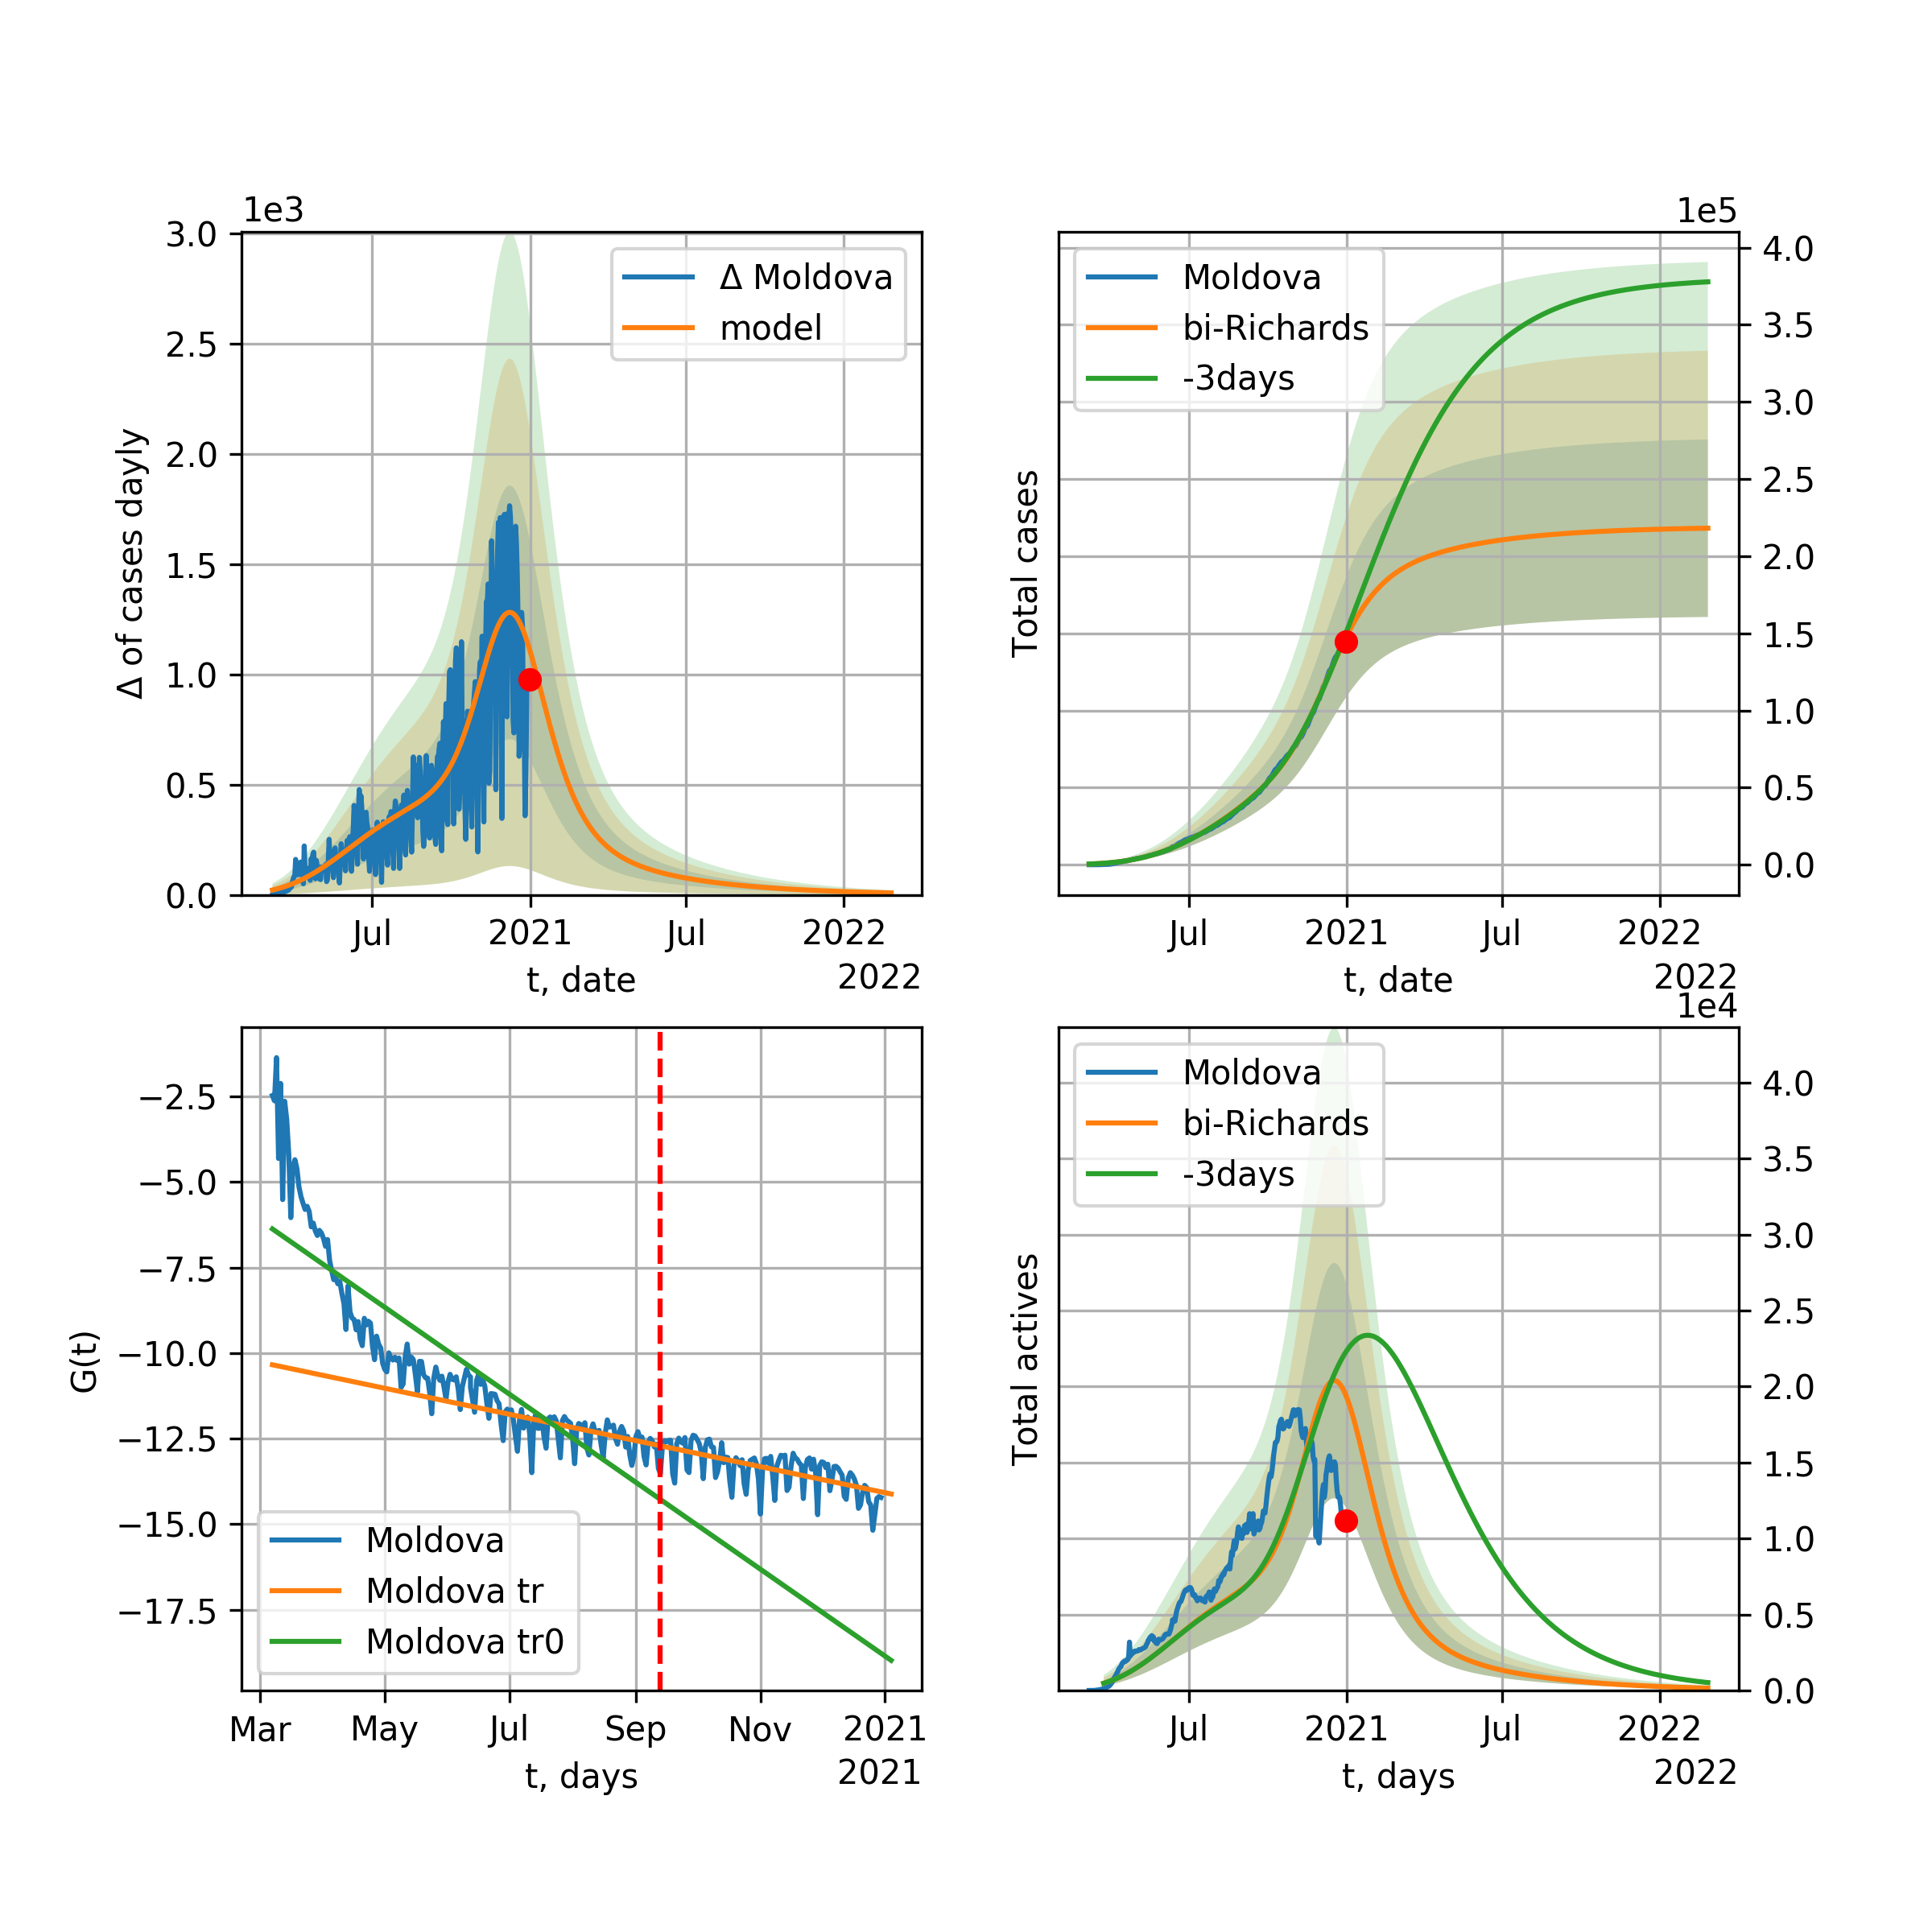 1e3
3.0
2.5
2.0
1.5
1.0
0.5
0.0
Δ of cases dayly
Δ Moldova
model
Jul
2021
Jul
2022
t, date
2022
1e5
Moldova
bi-Richards
-3days
Total cases
4.0
3.5
3.0
2.5
2.0
1.5
1.0
0.5
0.0
Jul
2021
Jul
2022
t, date
2022
−2.5
−5.0
−7.5
−10.0
−12.5
−15.0
−17.5
G(t)
Moldova
Moldova tr
Moldova tr0
Mar
May
Jul
Sep
Nov
2021
t, days
2021
1e4
Moldova
bi-Richards
-3days
Total actives
4.0
3.5
3.0
2.5
2.0
1.5
1.0
0.5
0.0
Jul
2021
Jul
2022
t, days
2022